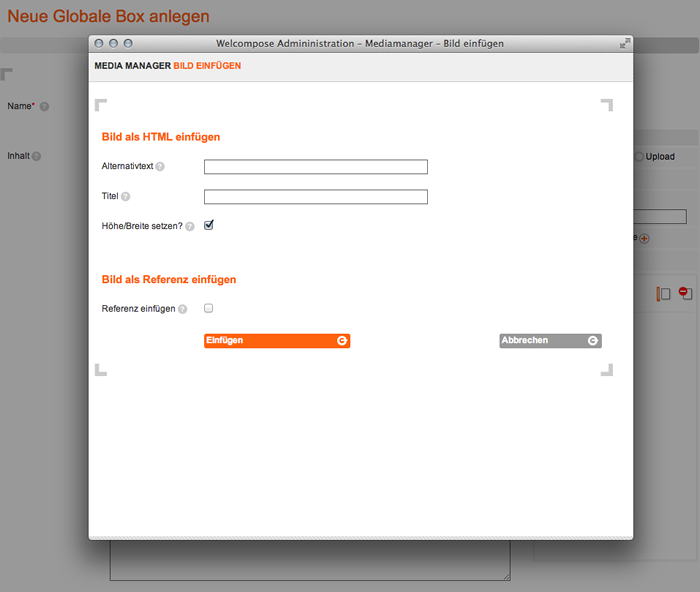 Neue Globale Box anlegen
Welcompose Admininistration – Mediamanager – Bild einfügen
MEDIA MANAGER BILD EINFÜGEN
Name* ?
Inhalt ?
Upload
Bild als HTML einfügen
Alternativtext ?
Titel ?
Höhe/Breite setzen? ?
Bild als Referenz einfügen
Referenz einfügen ?
Einfügen
Abbrechen